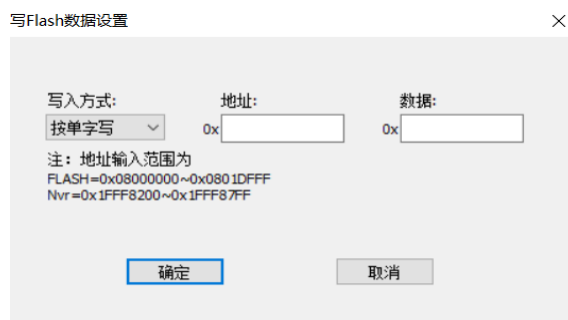 写Flash数据设置
写入方式: 地址: 数据:
按单字写 0x 0x
注：地址输入范围为
FLASH=0x08000000~0x0801DFFF
Nvr=0x1FFF8200~0x1FFF87FF
确定 取消